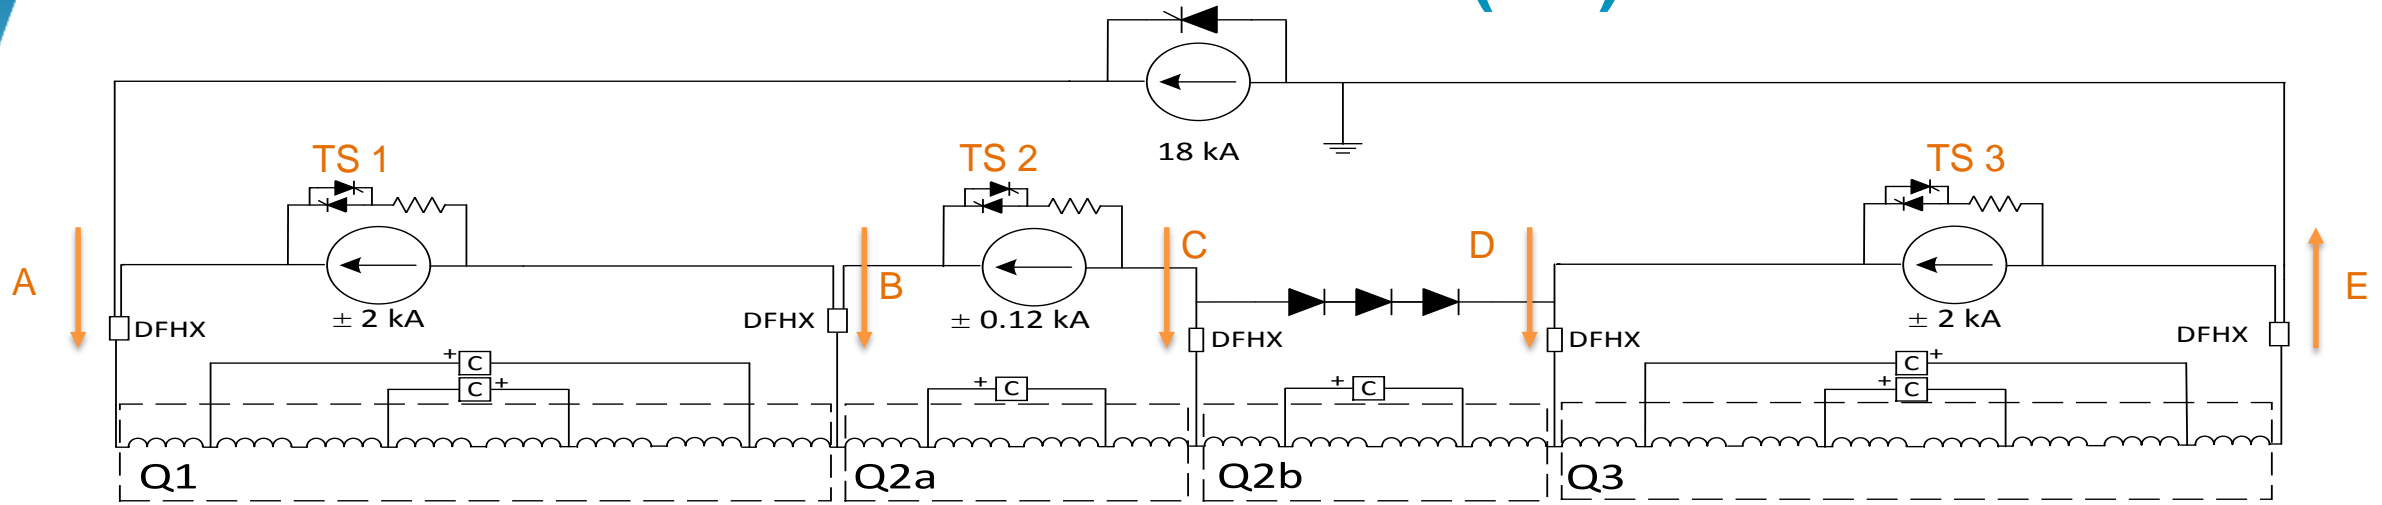 18 kA
TS 1
TS 2
TS 3
A
B
C
D
E
± 2 kA
± 0.12 kA
± 2 kA
DFHX
DFHX
DFHX
DFHX
DFHX
+ C
C +
+ C
+ C
C +
+ C
Q1
Q2a
Q2b
Q3